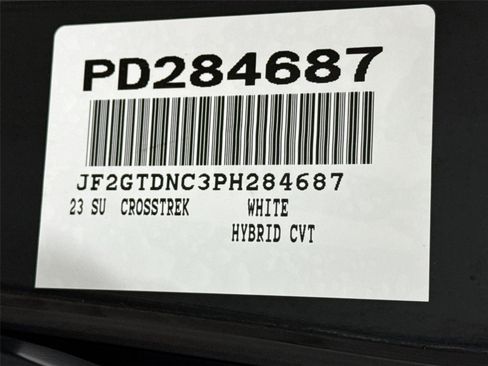 PD284687
JF2GTDNC3PH284687
23 SU CROSSTREK WHITE
HYBRID CVT